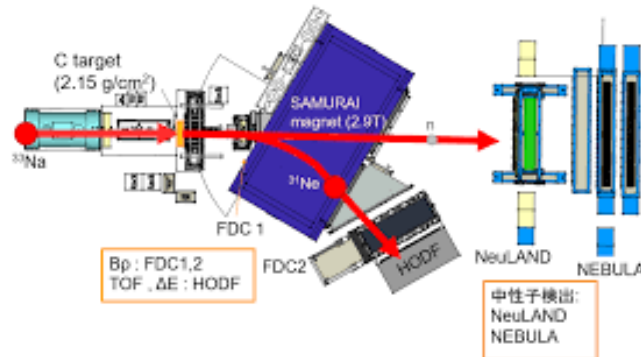 C target
(2.15 g/cm²)
SAMURAI
magnet (2.9T)
n
³³Na
³¹Ne
FDC 1
FDC2
HODF
NeuLAND
NEBULA
Bρ : FDC1,2
TOF , ΔE : HODF
中性子検出:
NeuLAND
NEBULA